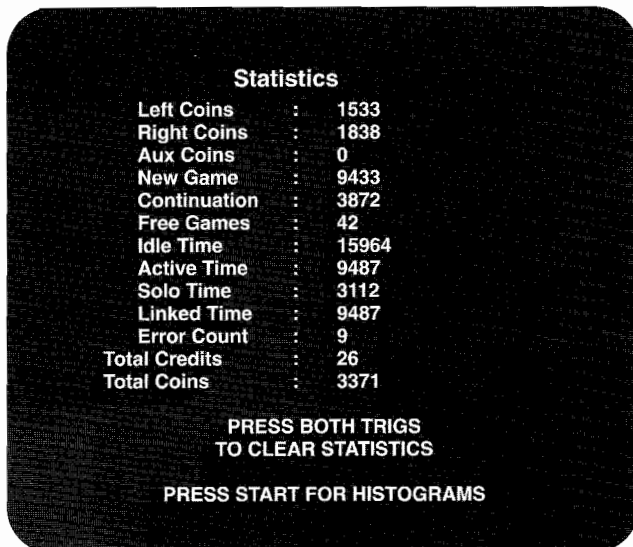 Statistics
Left Coins : 1533
Right Coins : 1838
Aux Coins : 0
New Game : 9433
Continuation : 3872
Free Games : 42
Idle Time : 15964
Active Time : 9487
Solo Time : 3112
Linked Time : 9487
Error Count : 9
Total Credits : 26
Total Coins : 3371
PRESS BOTH TRIGS
TO CLEAR STATISTICS
PRESS START FOR HISTOGRAMS